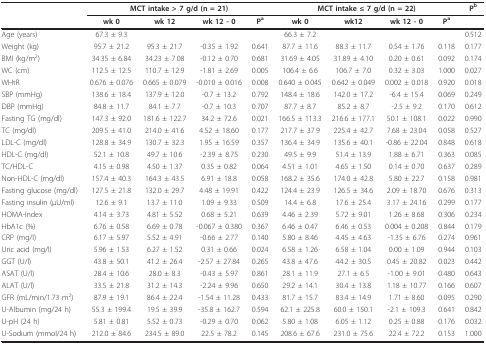 MCT intake > 7 g/d (n = 21) MCT intake ≤ 7 g/d (n = 22) Pb
wk 0 wk 12 wk 12 - 0 Pa wk 0 wk12 wk 12 - 0 Pa
Age (years) 67.3 ± 9.3 66.3 ± 7.2 0.512
Weight (kg) 95.7 ± 21.2 95.3 ± 21.7 -0.35 ± 1.92 0.641 87.7 ± 11.6 88.3 ± 11.7 0.54 ± 1.76 0.118 0.177
BMI (kg/m2) 34.35 ± 6.84 34.23 ± 7.08 -0.12 ± 0.70 0.681 31.69 ± 4.05 31.89 ± 4.10 0.20 ± 0.61 0.092 0.174
WC (cm) 112.5 ± 12.5 110.7 ± 12.9 -1.81 ± 2.69 0.005 106.4 ± 6.6 106.7 ± 7.0 0.32 ± 3.03 1.000 0.027
WHtR 0.676 ± 0.076 0.665 ± 0.079 -0.010 ± 0.016 0.008 0.640 ± 0.045 0.642 ± 0.049 0.002 ± 0.018 0.920 0.018
SBP (mmHg) 138.6 ± 18.4 137.9 ± 12.0 -0.7 ± 13.2 0.792 148.4 ± 18.6 142.0 ± 17.2 -6.4 ± 15.4 0.069 0.249
DBP (mmHg) 84.8 ± 11.7 84.1 ± 7.7 -0.7 ± 10.3 0.707 87.7 ± 8.7 85.2 ± 8.7 -2.5 ± 9.2 0.170 0.612
Fasting TG (mg/dl) 147.3 ± 92.0 181.6 ± 122.7 34.2 ± 72.6 0.021 166.5 ± 113.3 216.6 ± 177.1 50.1 ± 108.1 0.022 0.990
TC (mg/dl) 209.5 ± 41.0 214.0 ± 41.6 4.52 ± 18.60 0.177 217.7 ± 37.9 225.4 ± 42.7 7.68 ± 23.04 0.058 0.527
LDL-C (mg/dl) 128.8 ± 34.9 130.7 ± 32.3 1.95 ± 16.59 0.357 136.4 ± 34.9 135.6 ± 40.1 -0.86 ± 22.04 0.848 0.618
HDL-C (mg/dl) 52.1 ± 10.8 49.7 ± 10.6 -2.39 ± 8.75 0.230 49.5 ± 9.9 51.4 ± 13.9 1.88 ± 6.71 0.363 0.085
TC/HDL-C 4.15 ± 0.98 4.50 ± 1.37 0.35 ± 0.82 0.064 4.51 ± 1.01 4.65 ± 1.50 0.14 ± 0.70 0.637 0.289
Non-HDL-C (mg/dl) 157.4 ± 40.3 164.3 ± 43.5 6.91 ± 18.8 0.058 168.2 ± 35.6 174.0 ± 42.8 5.80 ± 22.7 0.158 0.981
Fasting glucose (mg/dl) 127.5 ± 21.8 132.0 ± 29.7 4.48 ± 19.91 0.422 124.4 ± 23.9 126.5 ± 34.6 2.09 ± 18.70 0.676 0.313
Fasting insulin (μU/ml) 12.6 ± 9.1 13.7 ± 11.0 1.09 ± 9.33 0.509 14.4 ± 6.8 17.6 ± 25.4 3.17 ± 24.16 0.299 0.177
HOMA-Index 4.14 ± 3.73 4.81 ± 5.52 0.68 ± 5.21 0.639 4.46 ± 2.39 5.72 ± 9.01 1.26 ± 8.68 0.306 0.234
HbA1c (%) 6.76 ± 0.58 6.69 ± 0.78 -0.067 ± 0.380 0.367 6.46 ± 0.47 6.46 ± 0.53 0.004 ± 0.208 0.844 0.179
CRP (mg/l) 6.17 ± 5.97 5.52 ± 4.91 -0.66 ± 2.77 0.140 5.80 ± 8.46 4.45 ± 4.63 -1.35 ± 6.76 0.274 0.961
Uric acid (mg/l) 5.96 ± 1.53 6.27 ± 1.52 0.31 ± 0.66 0.024 6.58 ± 1.26 6.58 ± 1.04 0.00 ± 1.09 0.944 0.103
GGT (U/l) 43.8 ± 50.1 41.2 ± 26.4 -2.57 ± 27.84 0.265 43.8 ± 47.6 44.2 ± 30.5 0.45 ± 20.82 0.023 0.442
ASAT (U/l) 28.4 ± 10.6 28.0 ± 8.3 -0.43 ± 5.97 0.861 28.1 ± 11.9 27.1 ± 6.5 -1.00 ± 9.01 0.480 0.643
ALAT (U/l) 33.5 ± 21.8 31.2 ± 14.3 -2.24 ± 9.96 0.650 29.2 ± 14.1 30.4 ± 13.8 1.18 ± 10.77 0.166 0.607
GFR (mL/min/1.73 m2) 87.9 ± 19.1 86.4 ± 22.4 -1.54 ± 11.28 0.433 81.7 ± 15.7 83.4 ± 14.9 1.71 ± 8.60 0.095 0.290
U-Albumin (mg/24 h) 55.3 ± 199.4 19.5 ± 39.9 -35.8 ± 162.7 0.594 62.1 ± 225.8 60.0 ± 150.1 -2.1 ± 109.3 0.641 0.842
U-pH (24 h) 5.81 ± 0.81 5.52 ± 0.73 -0.29 ± 0.70 0.062 5.80 ± 1.08 6.05 ± 1.12 0.25 ± 0.88 0.176 0.032
U-Sodium (mmol/24 h) 212.0 ± 84.6 234.5 ± 89.0 22.5 ± 78.2 0.145 208.6 ± 67.6 231.0 ± 75.6 22.4 ± 72.2 0.153 1.000